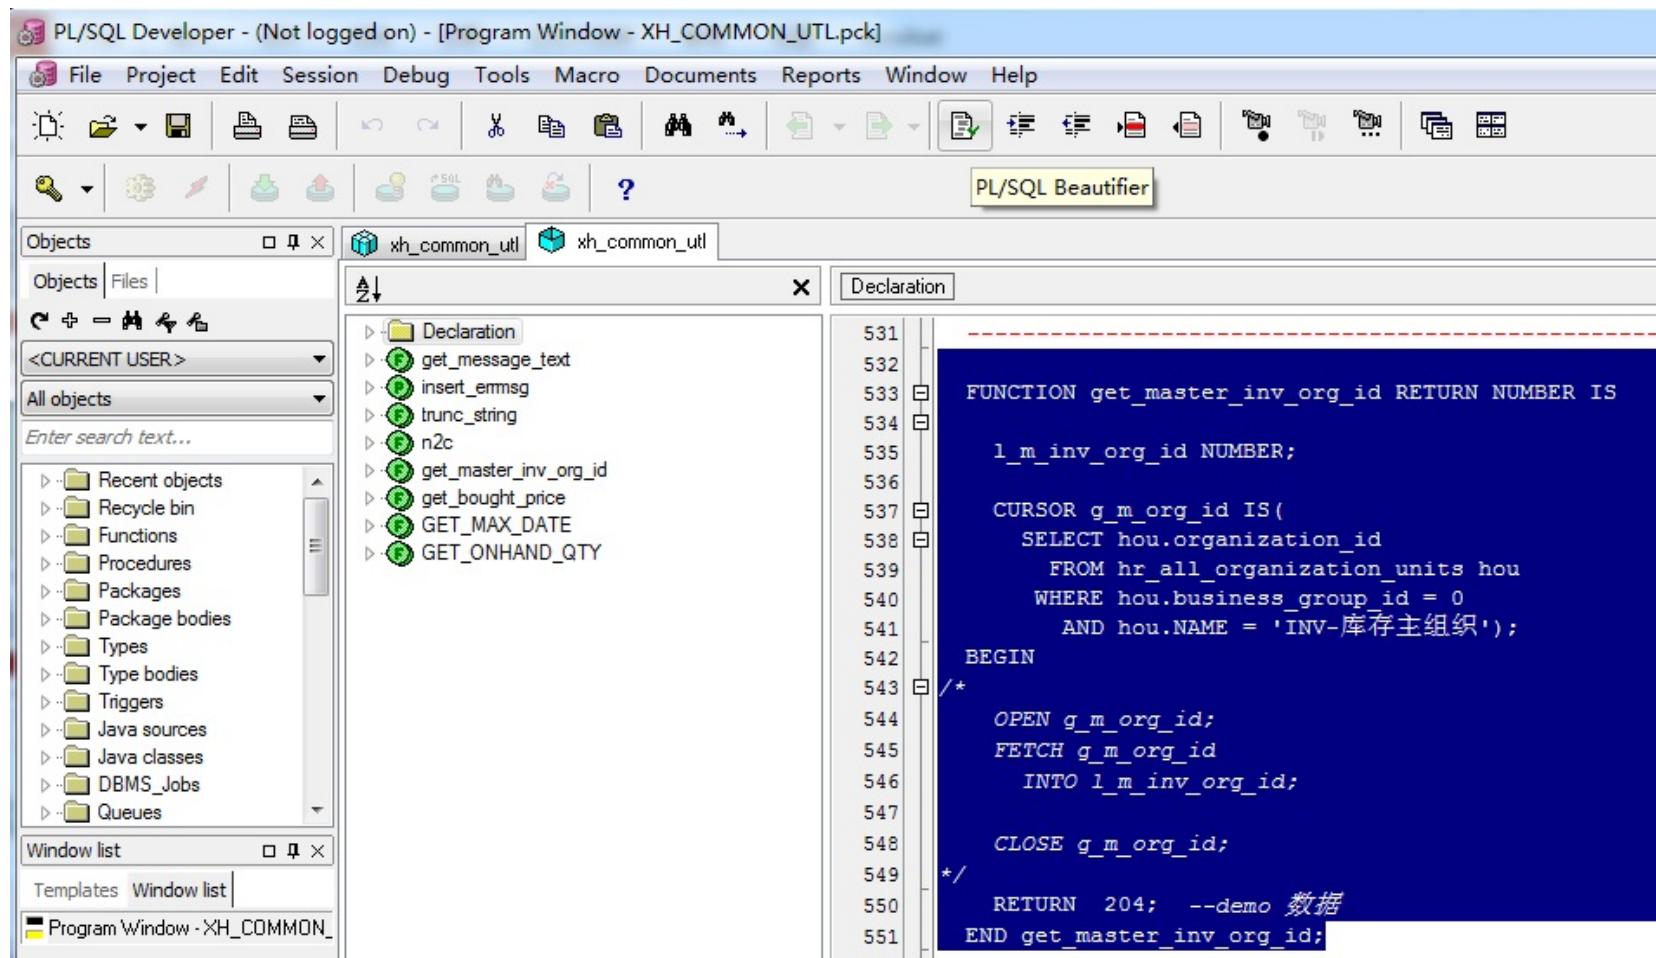 PL/SQL Developer - (Not logged on) - [Program Window - XH_COMMON_UTL.pck]
File Project Edit Session Debug Tools Macro Documents Reports Window Help
PL/SQL Beautifier
Objects
Objects Files
<CURRENT USER>
All objects
Enter search text...
Recent objects
Recycle bin
Functions
Procedures
Packages
Package bodies
Types
Type bodies
Triggers
Java sources
Java classes
DBMS_Jobs
Queues
Window list
Templates Window list
Program Window - XH_COMMON_
xh_common_utl xh_common_utl
Declaration
get_message_text
insert_errmsg
trunc_string
n2c
get_master_inv_org_id
get_bought_price
GET_MAX_DATE
GET_ONHAND_QTY
Declaration
531 --------------------------------------------------
532
533 FUNCTION get_master_inv_org_id RETURN NUMBER IS
534
535 l_m_inv_org_id NUMBER;
536
537 CURSOR g_m_org_id IS(
538 SELECT hou.organization_id
539 FROM hr_all_organization_units hou
540 WHERE hou.business_group_id = 0
541 AND hou.NAME = 'INV-库存主组织');
542 BEGIN
543 /*
544 OPEN g_m_org_id;
545 FETCH g_m_org_id
546 INTO l_m_inv_org_id;
547
548 CLOSE g_m_org_id;
549 */
550 RETURN 204; --demo 数据
551 END get_master_inv_org_id;